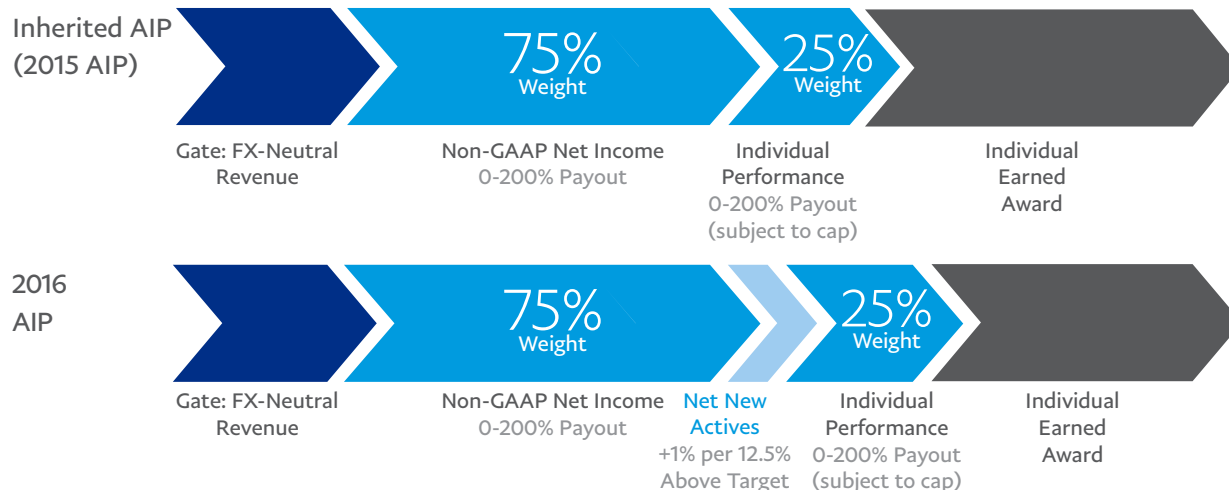 Inherited AIP
(2015 AIP)
75%
Weight
25%
Weight
Gate: FX-Neutral
Revenue
Non-GAAP Net Income
0-200% Payout
Individual
Performance
0-200% Payout
(subject to cap)
Individual
Earned
Award
2016
AIP
75%
Weight
25%
Weight
Gate: FX-Neutral
Revenue
Non-GAAP Net Income
0-200% Payout
Net New
Actives
+1% per 12.5%
Above Target
Individual
Performance
0-200% Payout
(subject to cap)
Individual
Earned
Award